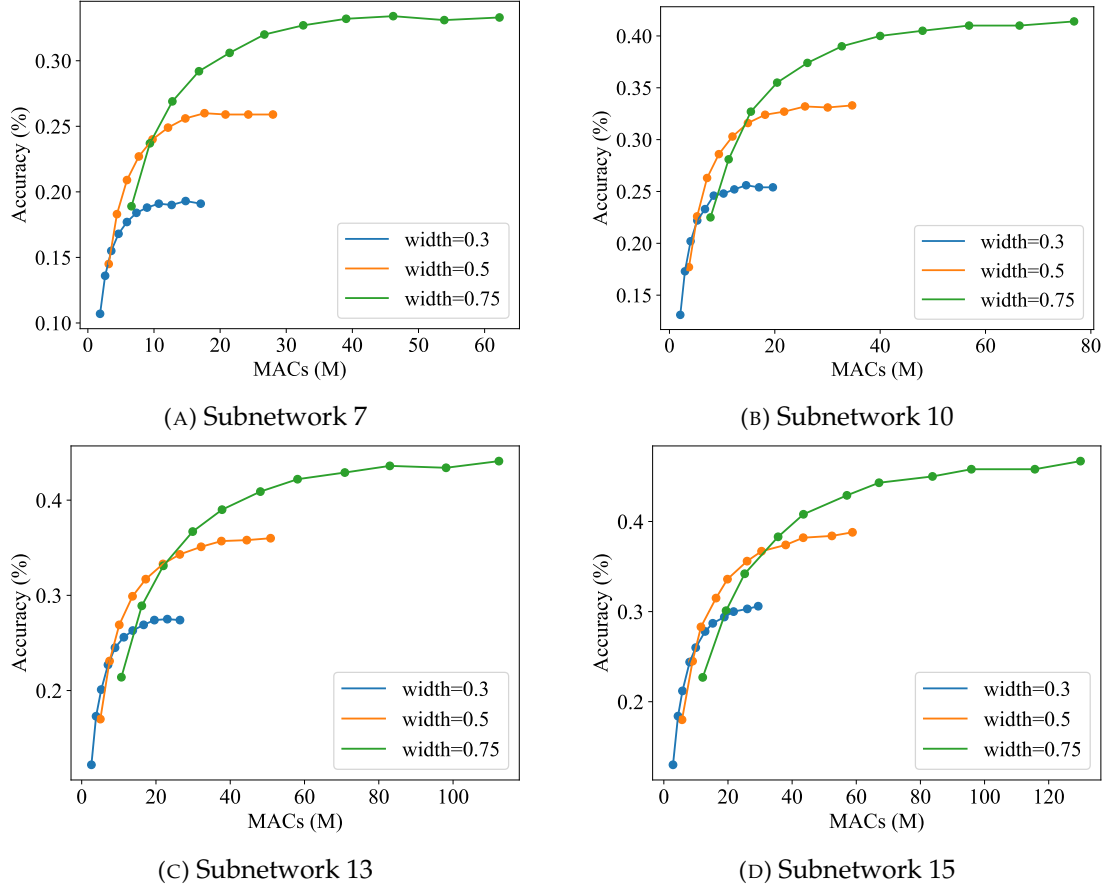 0.30
0.25
0.20
0.15
0.10
Accuracy (%)
width=0.3
width=0.5
width=0.75
0 10 20 30 40 50 60
MACs (M)
(A) Subnetwork 7
0.40
0.35
0.30
0.25
0.20
0.15
Accuracy (%)
width=0.3
width=0.5
width=0.75
0 20 40 60 80
MACs (M)
(B) Subnetwork 10
0.4
0.3
0.2
Accuracy (%)
width=0.3
width=0.5
width=0.75
0 20 40 60 80 100
MACs (M)
(C) Subnetwork 13
0.4
0.3
0.2
Accuracy (%)
width=0.3
width=0.5
width=0.75
0 20 40 60 80 100 120
MACs (M)
(D) Subnetwork 15